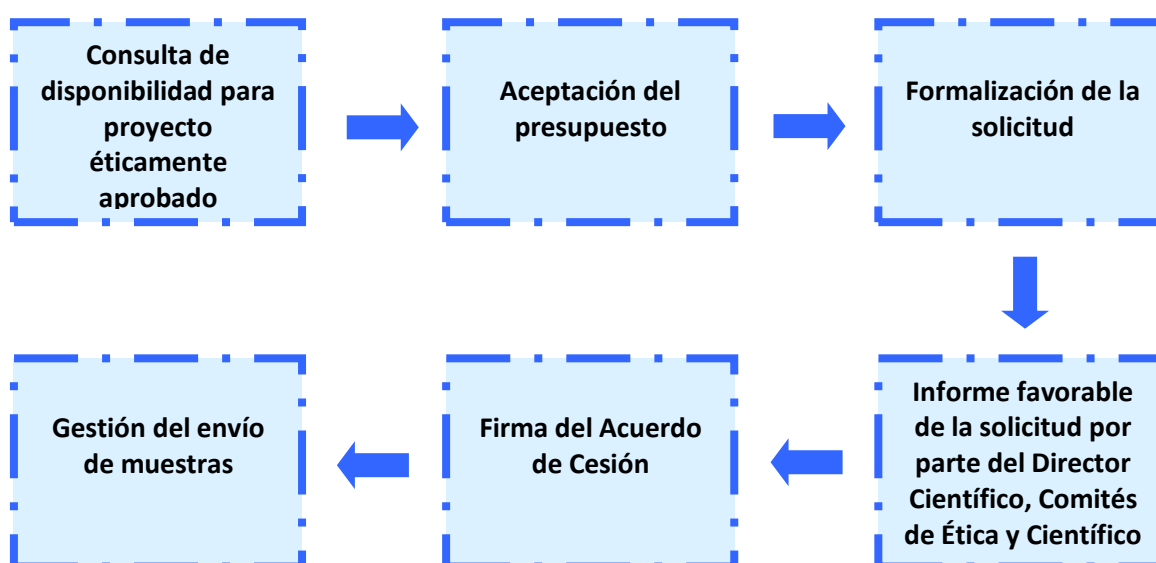 Consulta de
disponibilidad para
proyecto
éticamente
aprobado
Aceptación del
presupuesto
Formalización de la
solicitud
Informe favorable
de la solicitud por
parte del Director
Científico, Comités
de Ética y Científico
Firma del Acuerdo
de Cesión
Gestión del envío
de muestras